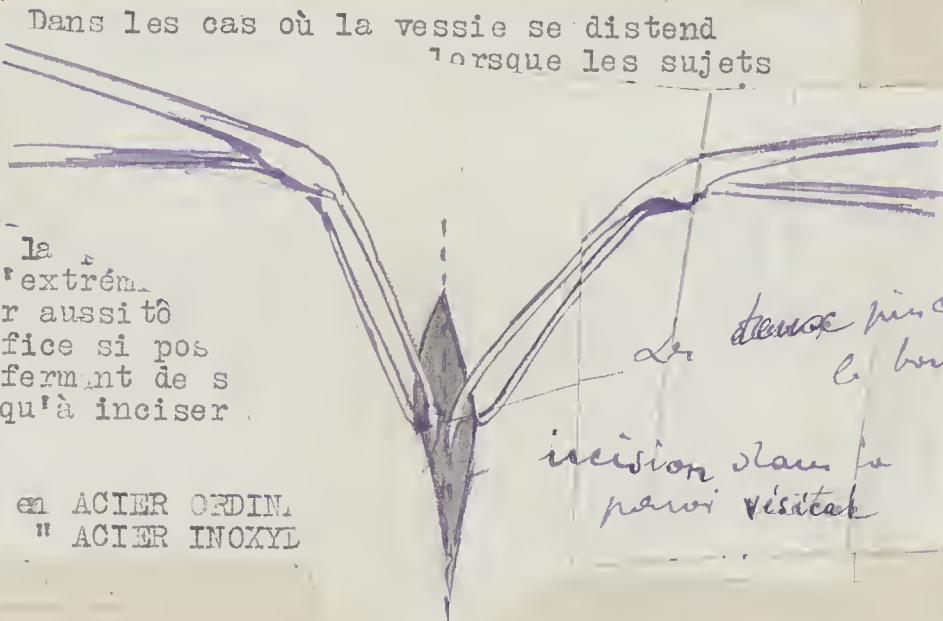 Dans les cas où la vessie se distend
lorsque les sujets
la
'extrém
r aussitô
fice si pos
ferm nt de s
qu'à inciser
en ACIER ORDIN
" ACIER INOXYD
Les deux pinc
le bor
incision dans la
paroi vésicale